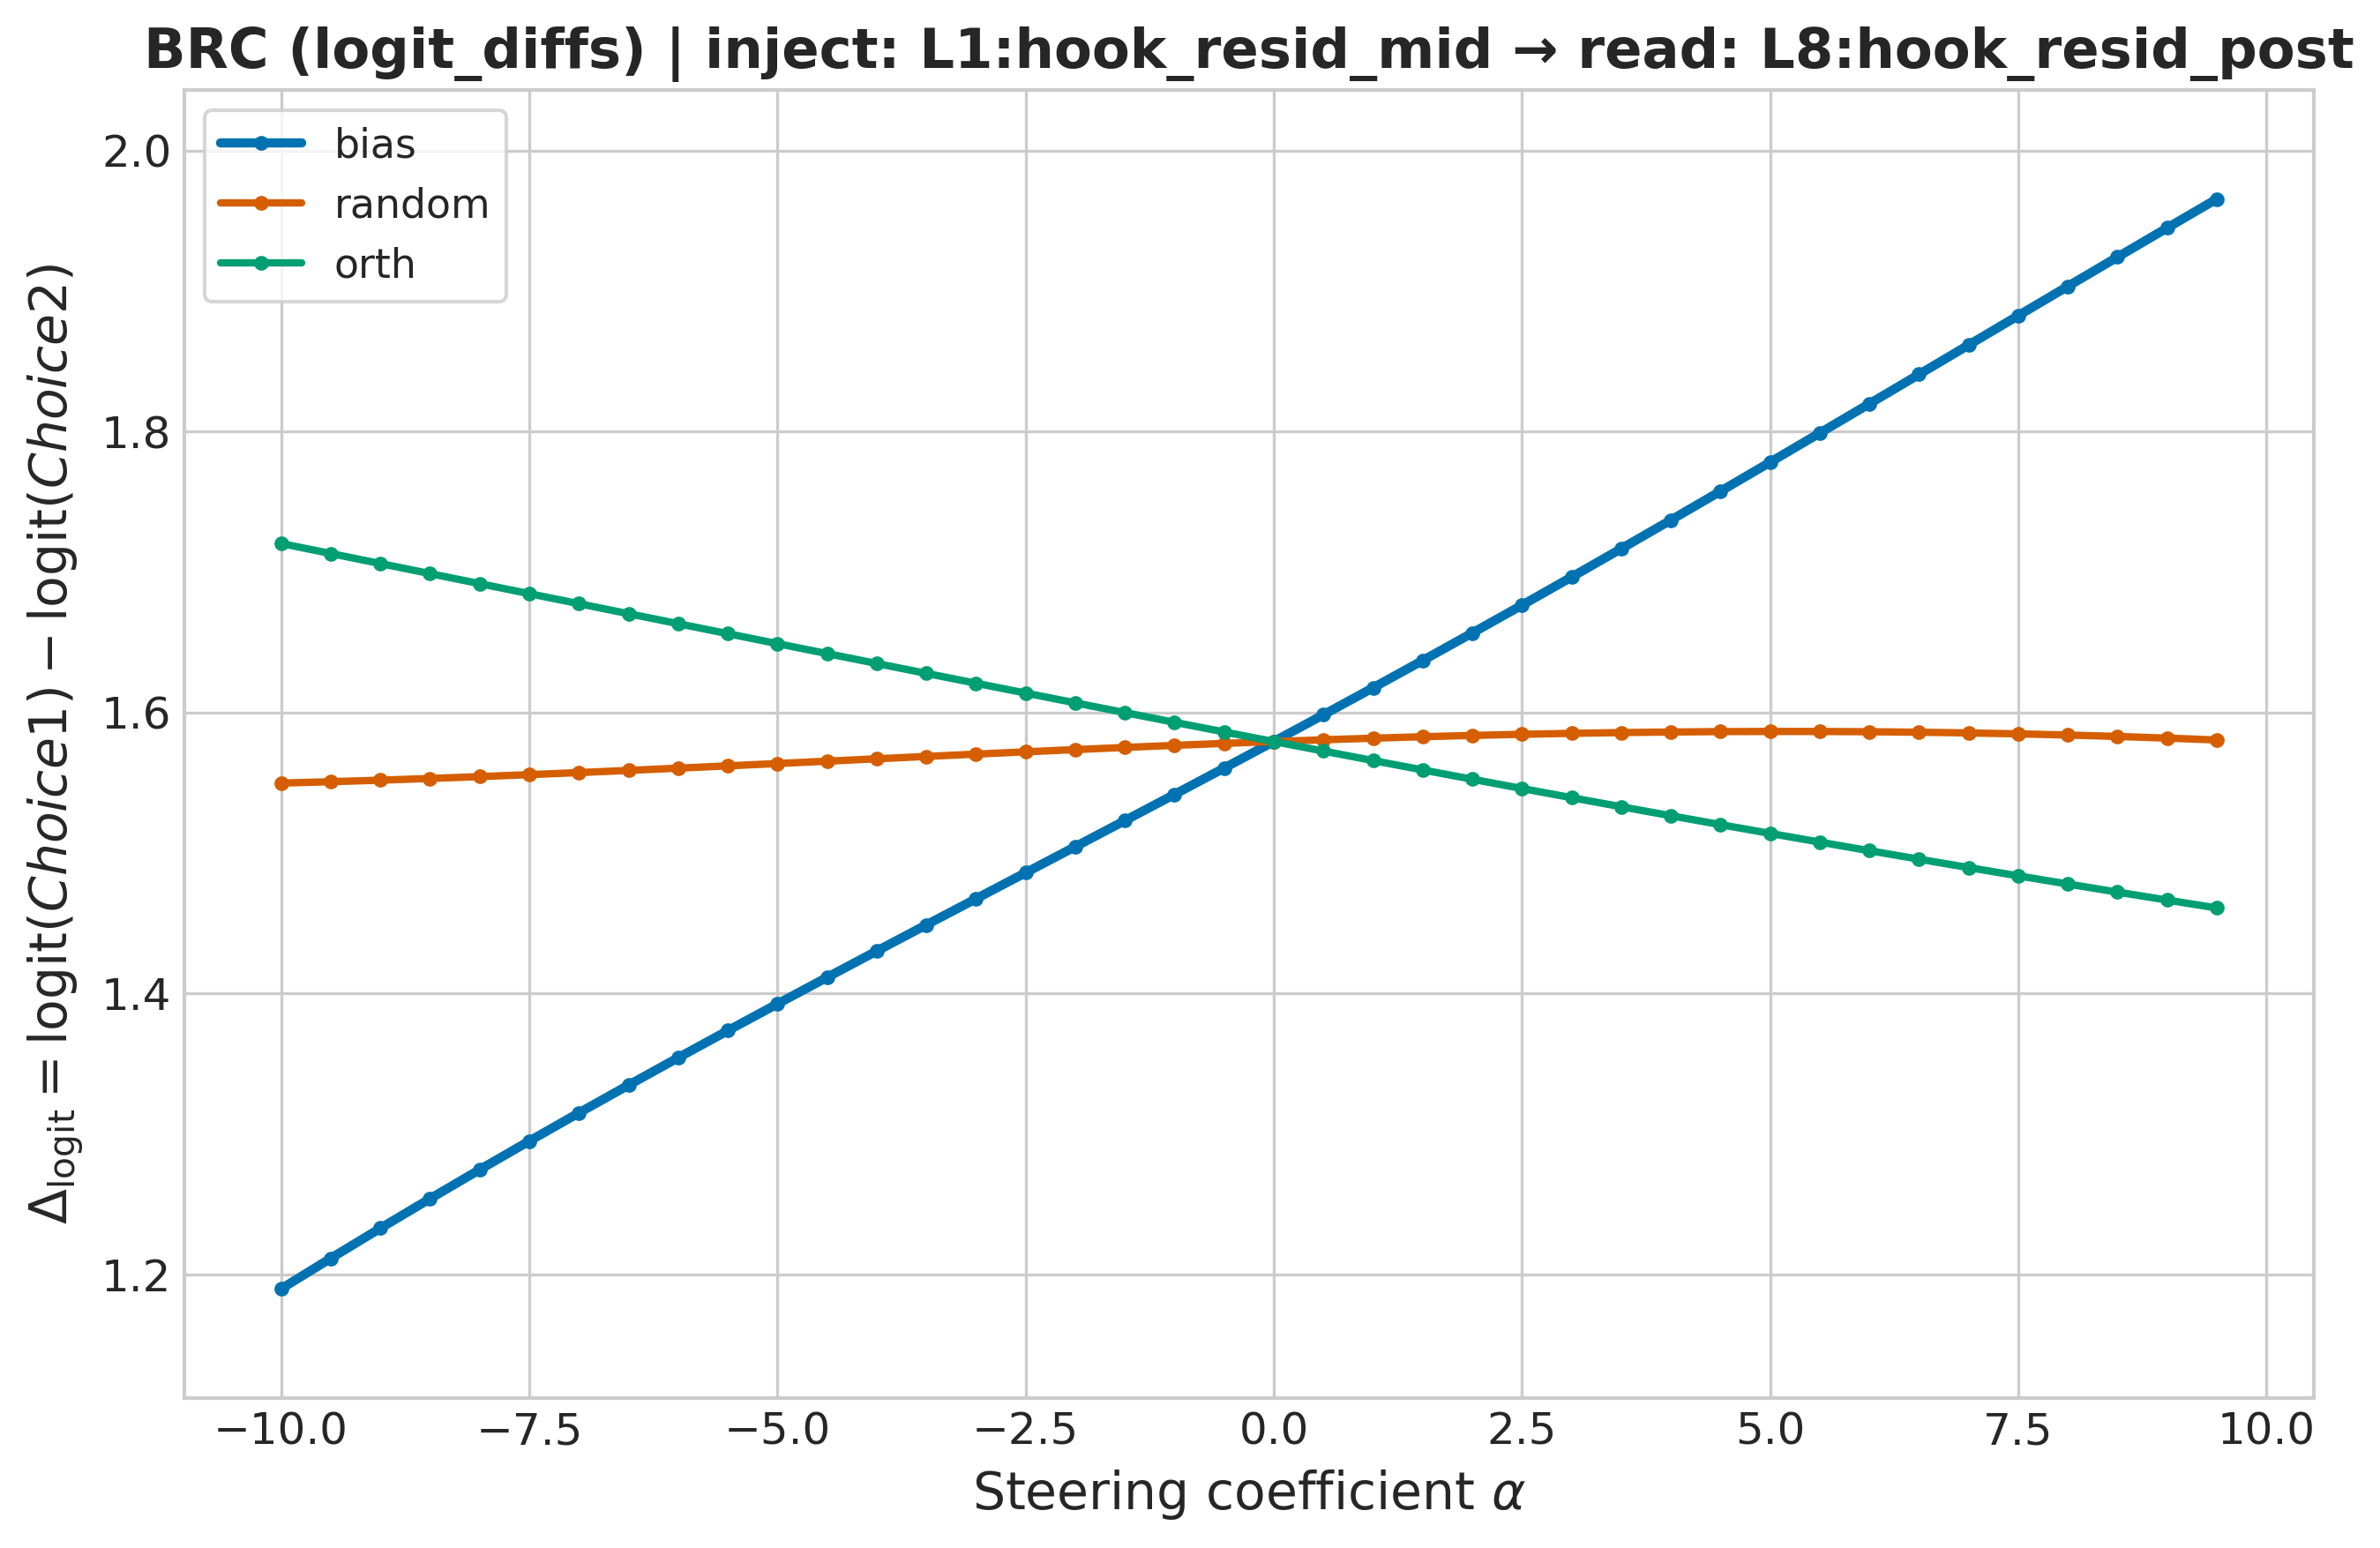 BRC (logit_diffs) | inject: L1:hook_resid_mid → read: L8:hook_resid_post
bias
random
orth
Δlogit = logit(Choice1) − logit(Choice2)
2.0
1.8
1.6
1.4
1.2
−10.0 −7.5 −5.0 −2.5 0.0 2.5 5.0 7.5 10.0
Steering coefficient α